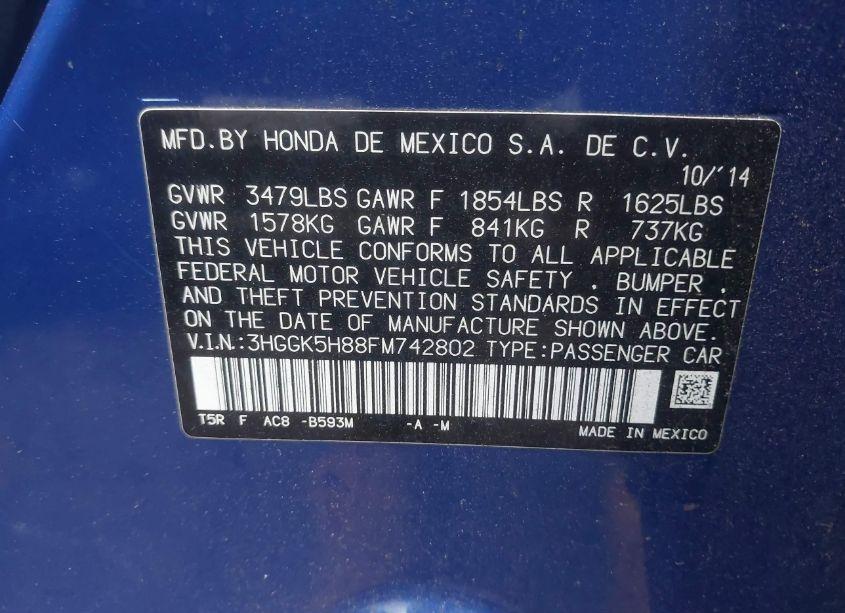 MFD.BY HONDA DE MEXICO S.A. DE C.V.
10/'14
GVWR 3479LBS GAWR F 1854LBS R 1625LBS
GVWR 1578KG GAWR F 841KG R 737KG
THIS VEHICLE CONFORMS TO ALL APPLICABLE
FEDERAL MOTOR VEHICLE SAFETY , BUMPER ,
AND THEFT PREVENTION STANDARDS IN EFFECT
ON THE DATE OF MANUFACTURE SHOWN ABOVE.
V.I.N.:3HGGK5H88FM742802 TYPE:PASSENGER CAR
T5R F AC8 -B593M -A -M
MADE IN MEXICO